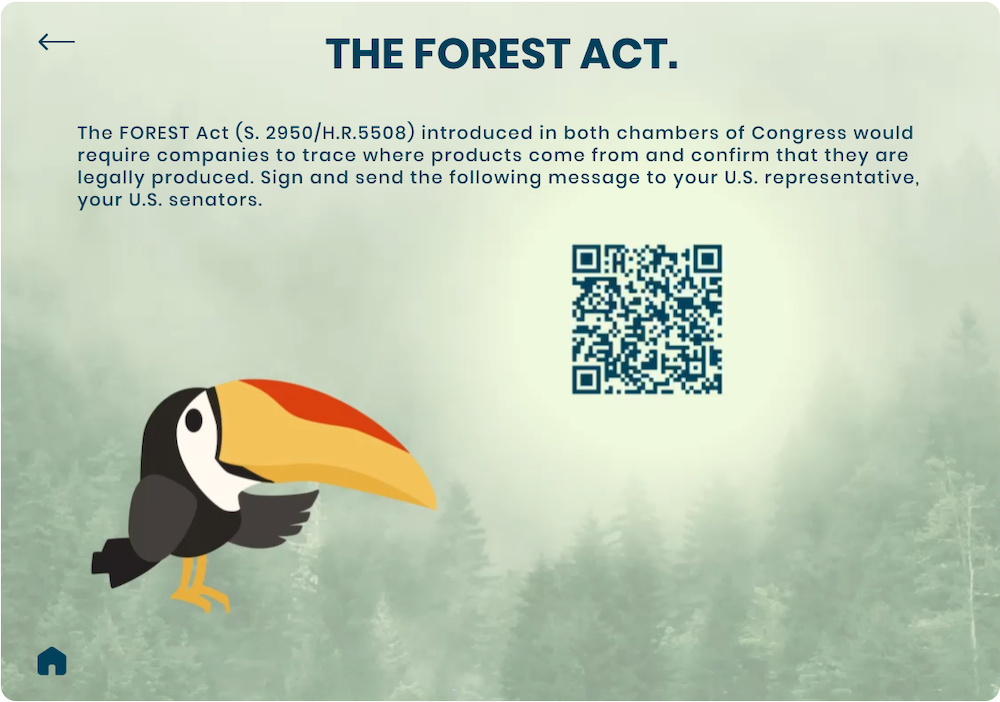 THE FOREST ACT.
The FOREST Act (S. 2950/H.R.5508) introduced in both chambers of Congress would
require companies to trace where products come from and confirm that they are
legally produced. Sign and send the following message to your U.S. representative,
your U.S. senators.